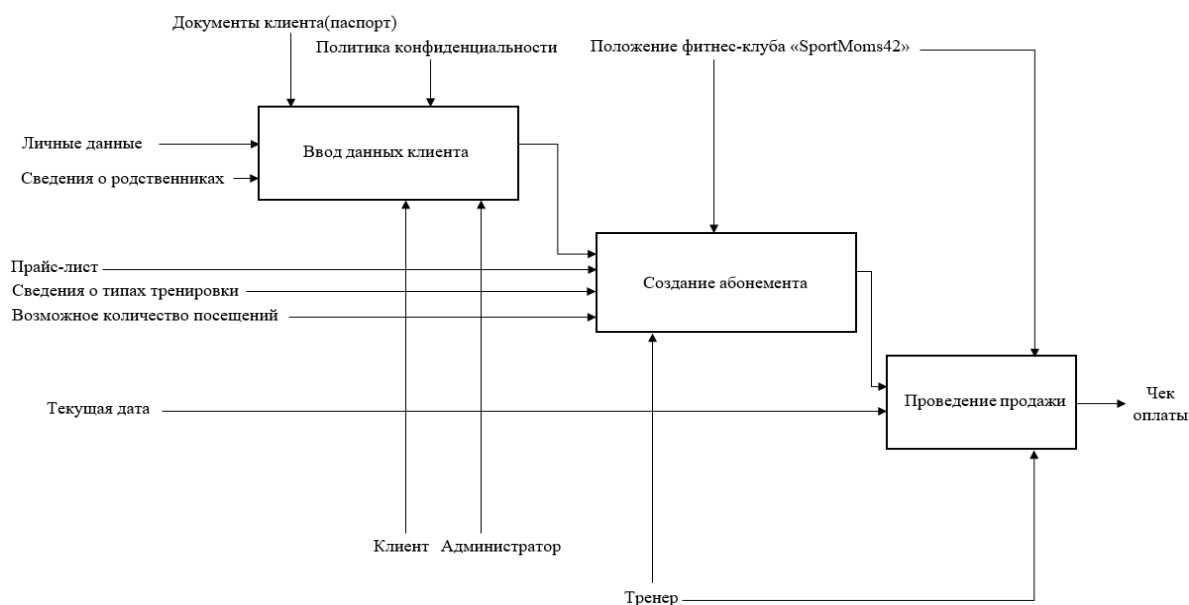 Документы клиента(паспорт)
Политика конфиденциальности
Положение фитнес-клуба «SportMoms42»
Личные данные
Ввод данных клиента
Сведения о родственниках
Прайс-лист
Сведения о типах тренировки
Создание абонемента
Возможное количество посещений
Текущая дата
Проведение продажи
Чек
оплаты
Клиент
Администратор
Тренер